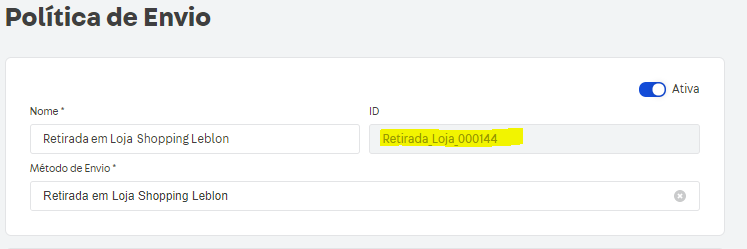 Política de Envio
Ativa
Nome *
ID
Retirada em Loja Shopping Leblon
Retirada_Loja_000144
Método de Envio *
Retirada em Loja Shopping Leblon